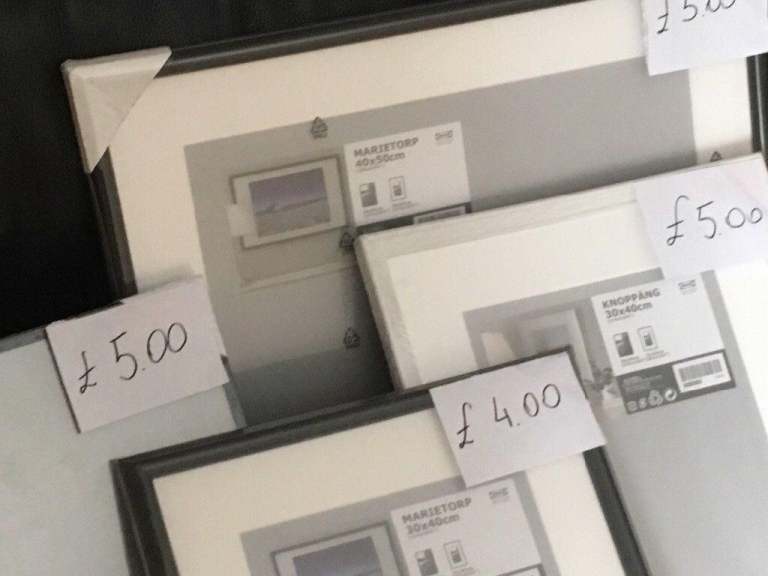 £5.00
MARIETORP
40x50cm
£5.00
KNOPPÄNG
30x40cm
£5.00
£4.00
MARIETORP
30x40cm